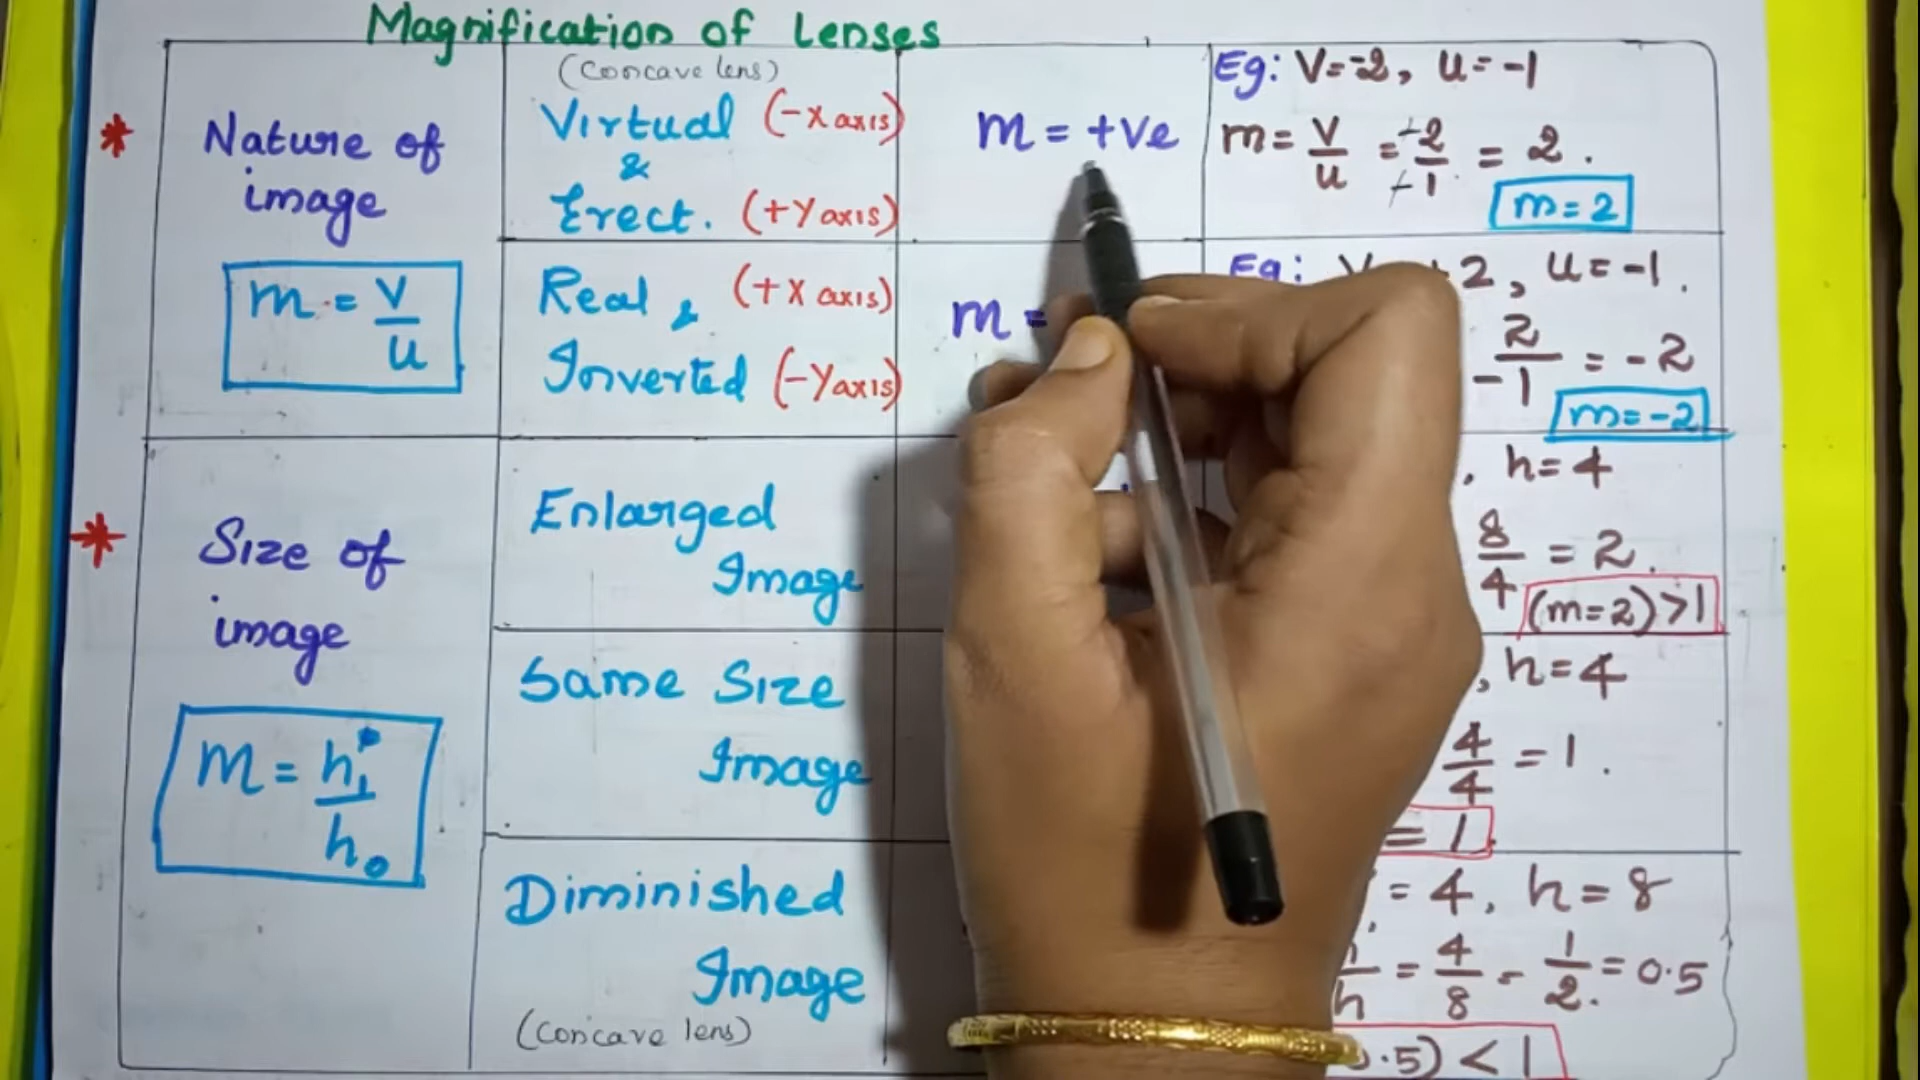 Magnification of Lenses
* Nature of image
m = v/u
(Concave lens)
Virtual (-X axis)
&
Erect. (+Y axis)
m = +ve
Eg: V=-2, u=-1
m = v/u = -2/-1 = 2.
m=2
Real & (+X axis)
Inverted (-Y axis)
m =
Eg: +2, u=-1.
2/-1 = -2
m=-2
* Size of image
m = hi/ho
Enlarged Image
, h=4
8/4 = 2.
(m=2)>1
Same Size Image
, h=4
4/4 = 1.
= 1
Diminished Image
(Concave lens)
= 4, h=8
/h = 4/8 = 1/2. = 0.5
.5) < 1